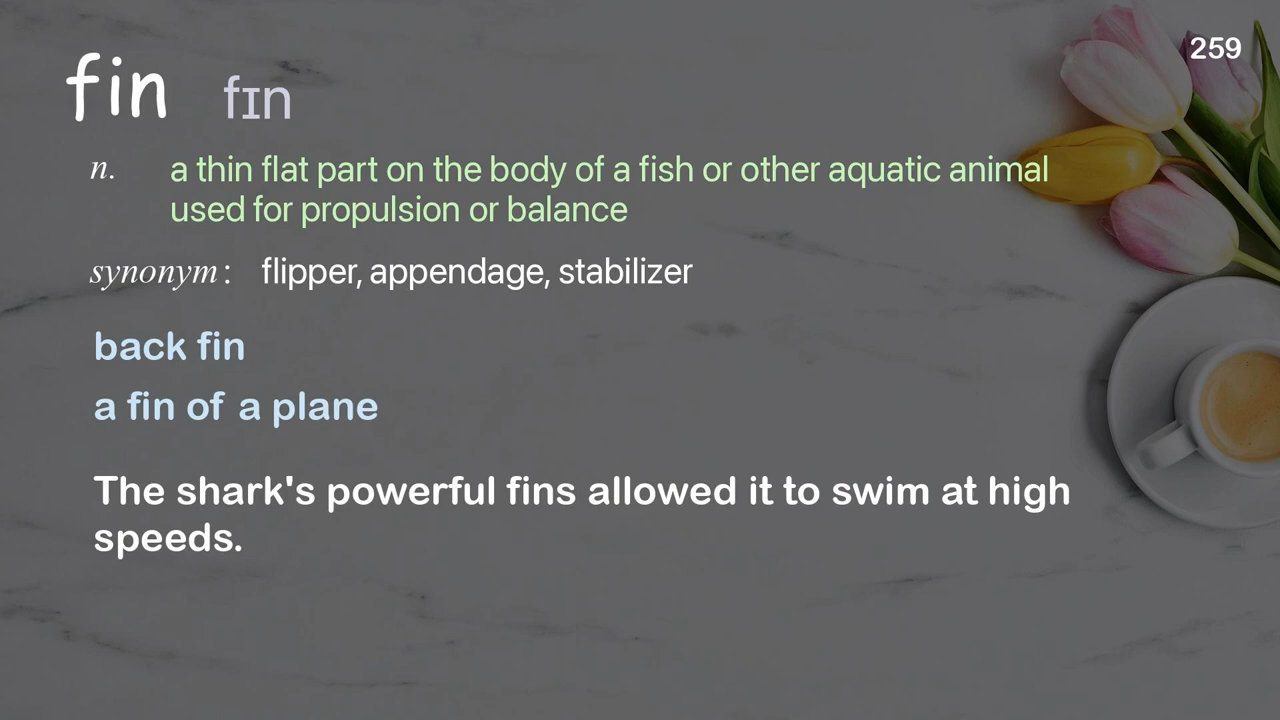 259
fin fɪn
n. a thin flat part on the body of a fish or other aquatic animal
used for propulsion or balance
synonym: flipper, appendage, stabilizer
back fin
a fin of a plane
The shark's powerful fins allowed it to swim at high
speeds.